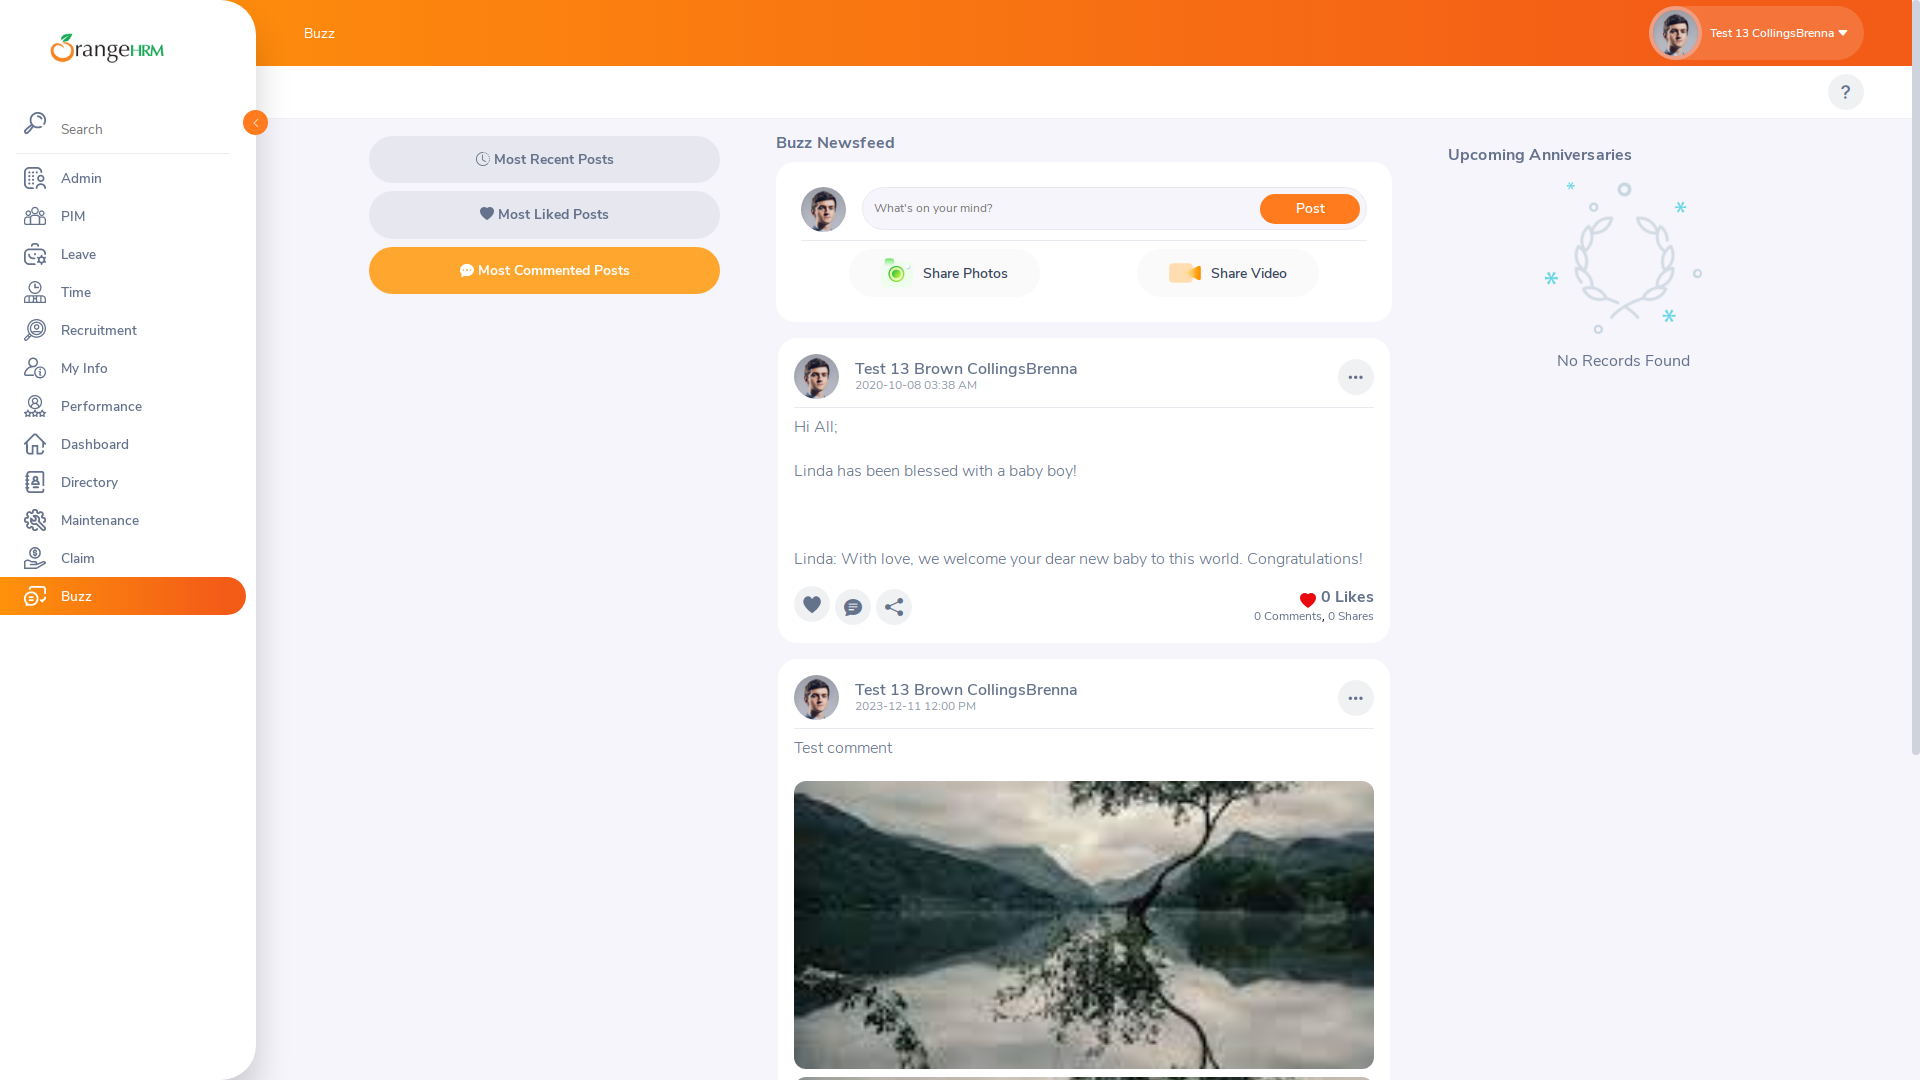 OrangeHRM
Search
Admin
PIM
Leave
Time
Recruitment
My Info
Performance
Dashboard
Directory
Maintenance
Claim
Buzz
Buzz
Test 13 CollingsBrenna
?
Most Recent Posts
Most Liked Posts
Most Commented Posts
Buzz Newsfeed
What's on your mind?
Post
Share Photos
Share Video
Test 13 Brown CollingsBrenna
2020-10-08 03:38 AM
Hi All;
Linda has been blessed with a baby boy!
Linda: With love, we welcome your dear new baby to this world. Congratulations!
0 Likes
0 Comments, 0 Shares
Test 13 Brown CollingsBrenna
2023-12-11 12:00 PM
Test comment
Upcoming Anniversaries
No Records Found